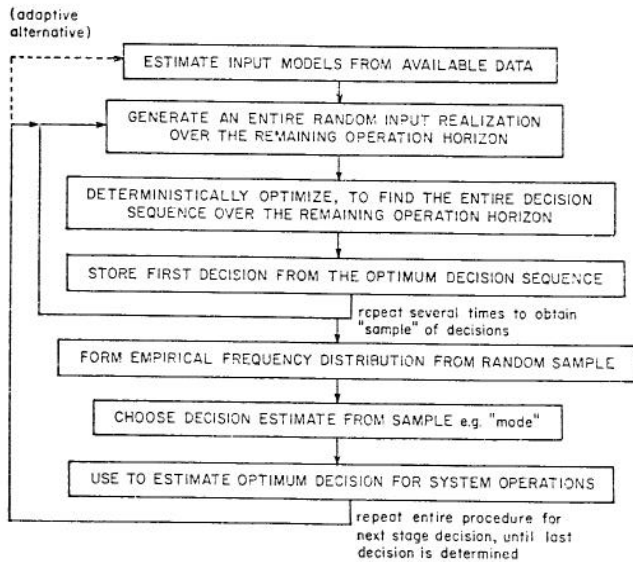 (adaptive
alternative)
ESTIMATE INPUT MODELS FROM AVAILABLE DATA
GENERATE AN ENTIRE RANDOM INPUT REALIZATION
OVER THE REMAINING OPERATION HORIZON
DETERMINISTICALLY OPTIMIZE, TO FIND THE ENTIRE DECISION
SEQUENCE OVER THE REMAINING OPERATION HORIZON
STORE FIRST DECISION FROM THE OPTIMUM DECISION SEQUENCE
repeat several times to obtain
"sample" of decisions
FORM EMPIRICAL FREQUENCY DISTRIBUTION FROM RANDOM SAMPLE
CHOOSE DECISION ESTIMATE FROM SAMPLE e.g. "mode"
USE TO ESTIMATE OPTIMUM DECISION FOR SYSTEM OPERATIONS
repeat entire procedure for
next stage decision, until last
decision is determined